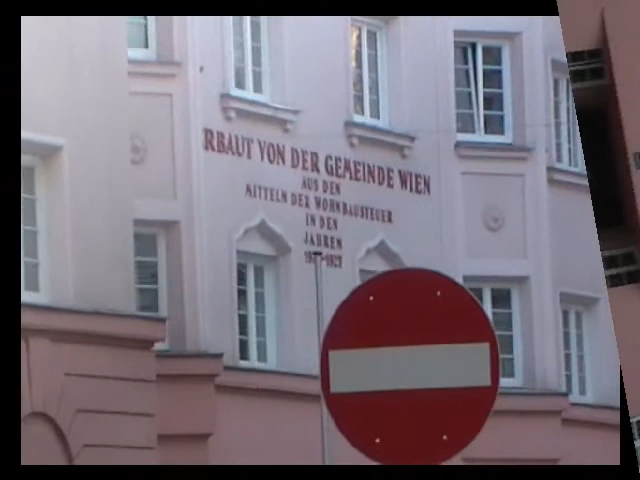 RBAUT VON DER GEMEINDE WIEN
AUS DEN
MITTELN DER WOHNBAUSTEUER
IN DEN
JAHREN